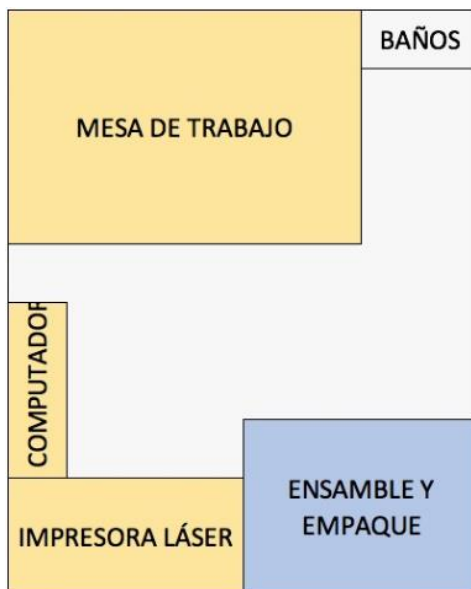 BAÑOS
MESA DE TRABAJO
COMPUTADOR
ENSAMBLE Y
EMPAQUE
IMPRESORA LÁSER